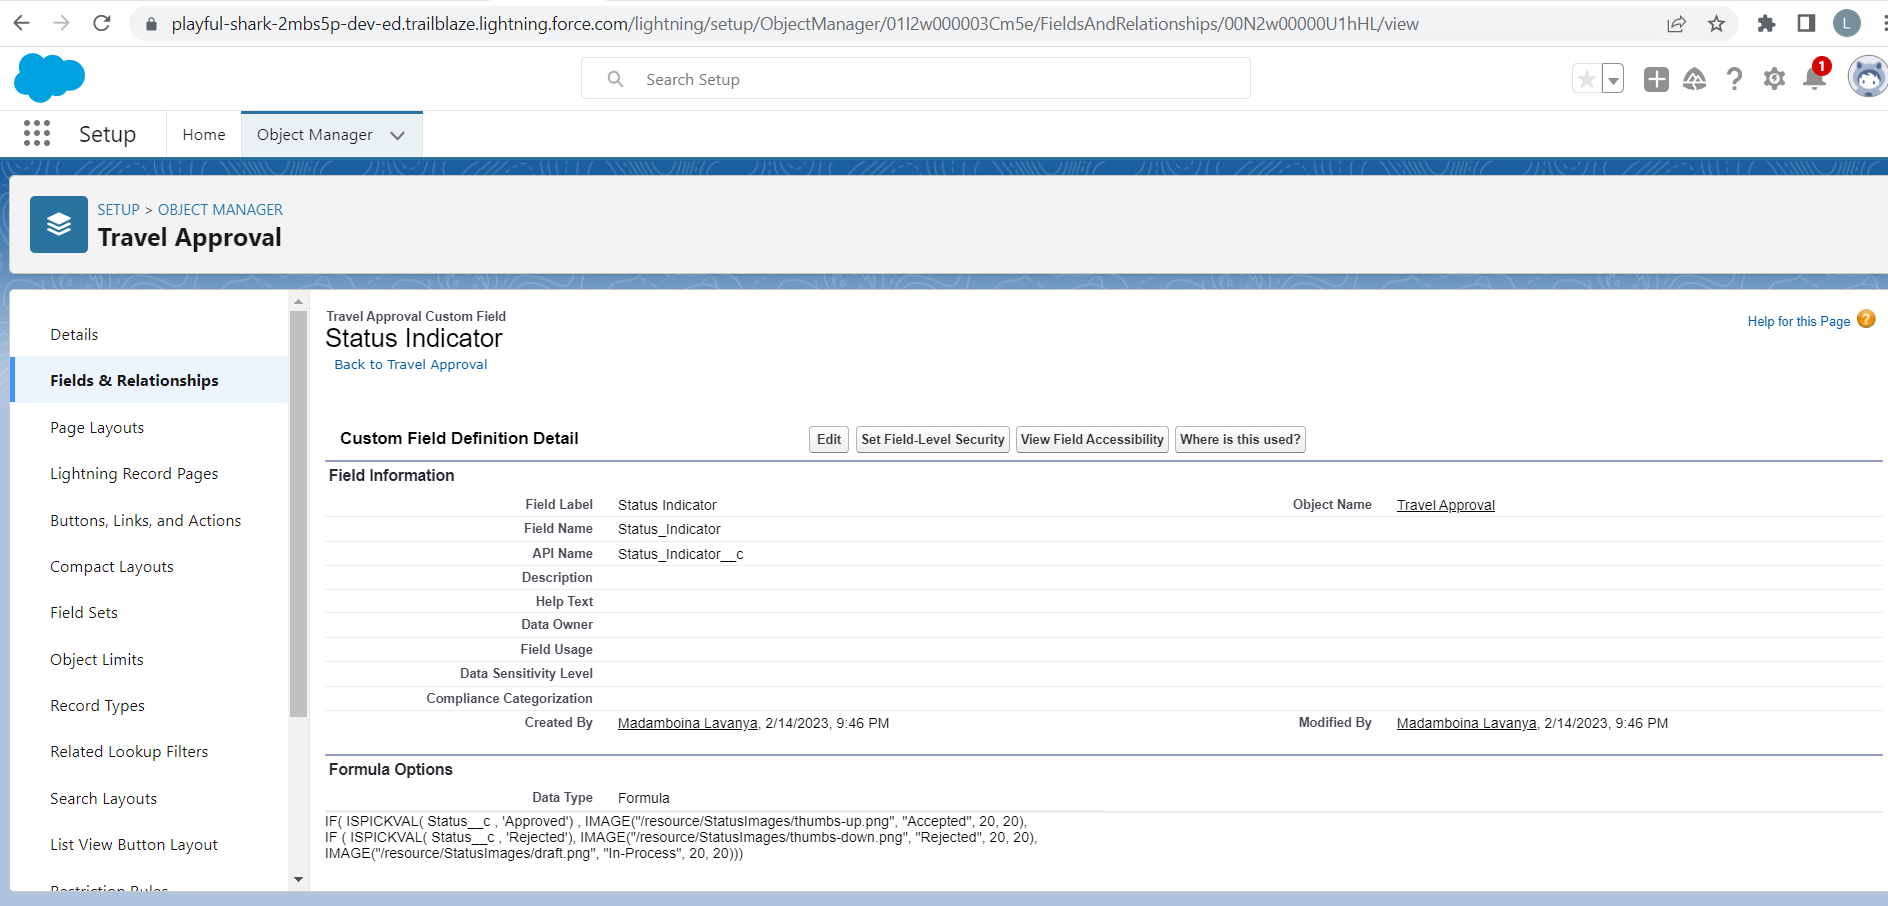 playful-shark-2mbs5p-dev-ed.trailblaze.lightning.force.com/lightning/setup/ObjectManager/01I2w000003Cm5e/FieldsAndRelationships/00N2w00000U1hHL/view
L
Search Setup
1
Setup
Home
Object Manager
SETUP > OBJECT MANAGER
Travel Approval
Details
Fields & Relationships
Page Layouts
Lightning Record Pages
Buttons, Links, and Actions
Compact Layouts
Field Sets
Object Limits
Record Types
Related Lookup Filters
Search Layouts
List View Button Layout
Restriction Rules
Travel Approval Custom Field
Status Indicator
Back to Travel Approval
Help for this Page ?
Custom Field Definition Detail
Edit
Set Field-Level Security
View Field Accessibility
Where is this used?
Field Information
Field Label Status Indicator
Object Name Travel Approval
Field Name Status_Indicator
API Name Status_Indicator__c
Description
Help Text
Data Owner
Field Usage
Data Sensitivity Level
Compliance Categorization
Created By Madamboina Lavanya, 2/14/2023, 9:46 PM
Modified By Madamboina Lavanya, 2/14/2023, 9:46 PM
Formula Options
Data Type Formula
IF( ISPICKVAL( Status__c , 'Approved') , IMAGE("/resource/StatusImages/thumbs-up.png", "Accepted", 20, 20),
IF ( ISPICKVAL( Status__c , 'Rejected'), IMAGE("/resource/StatusImages/thumbs-down.png", "Rejected", 20, 20),
IMAGE("/resource/StatusImages/draft.png", "In-Process", 20, 20)))